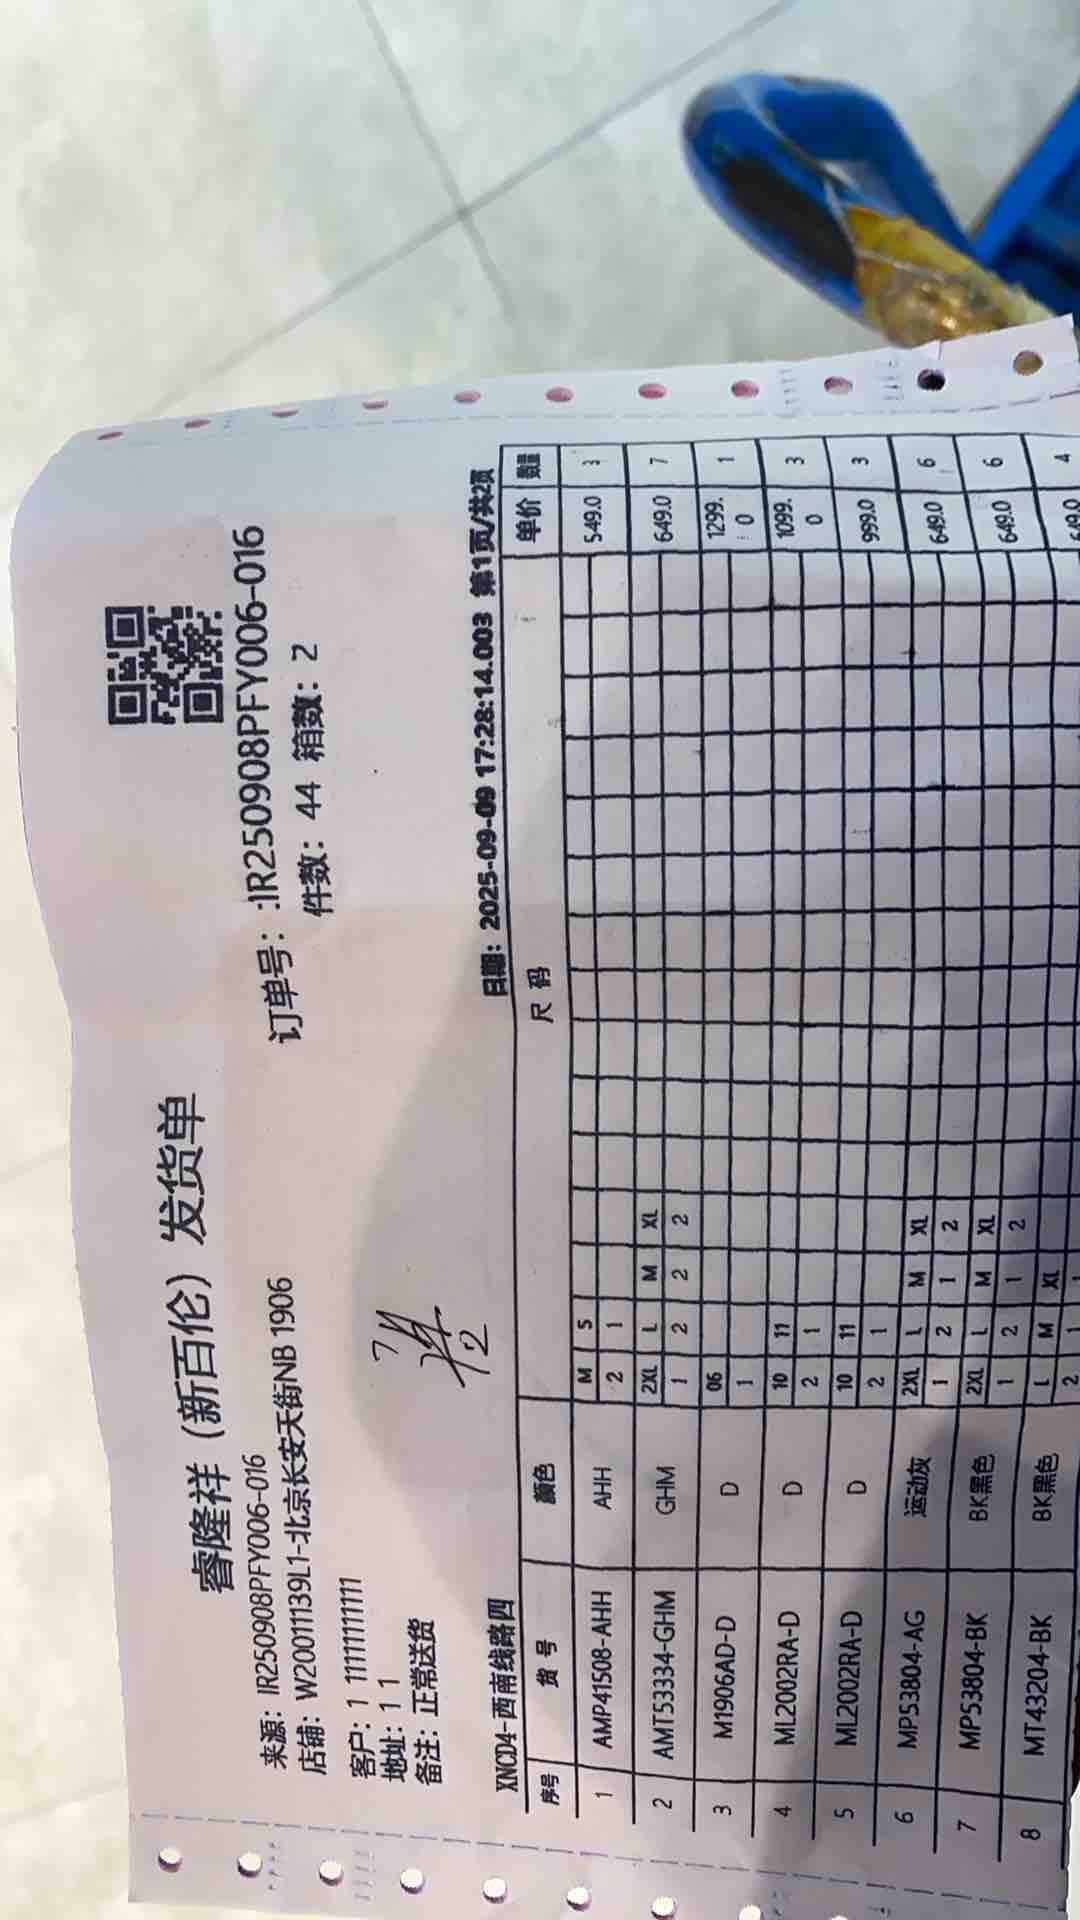 睿隆祥（新百伦）发货单
来源：IR250908PFY006-016
订单号：:IR250908PFY006-016
店铺：W2001139L1-北京长安天街NB 1906
件数：44 箱数：2
客户：1 11111111111
地址：1 1
备注：正常送货
XNCD4-西南线路四 日期：2025-09-09 17:28:14.003 第1页/共2页
序号 货号 颜色 尺码 单价 数量
1 AMP41508-AHH AHH M S 549.0 3
2 1
2 AMT53334-GHM GHM 2XL L M XL 649.0 7
1 2 2 2
3 M1906AD-D D 06 1299.0 1
1
4 ML2002RA-D D 10 11 1099.0 3
2 1
5 ML2002RA-D D 10 11 999.0 3
2 1
6 MP53804-AG 运动灰 2XL L M XL 649.0 6
1 2 1 2
7 MP53804-BK BK黑色 2XL L M XL 649.0 6
1 2 1 2
8 MT43204-BK BK黑色 L M XL 649.0 4
2 1 1